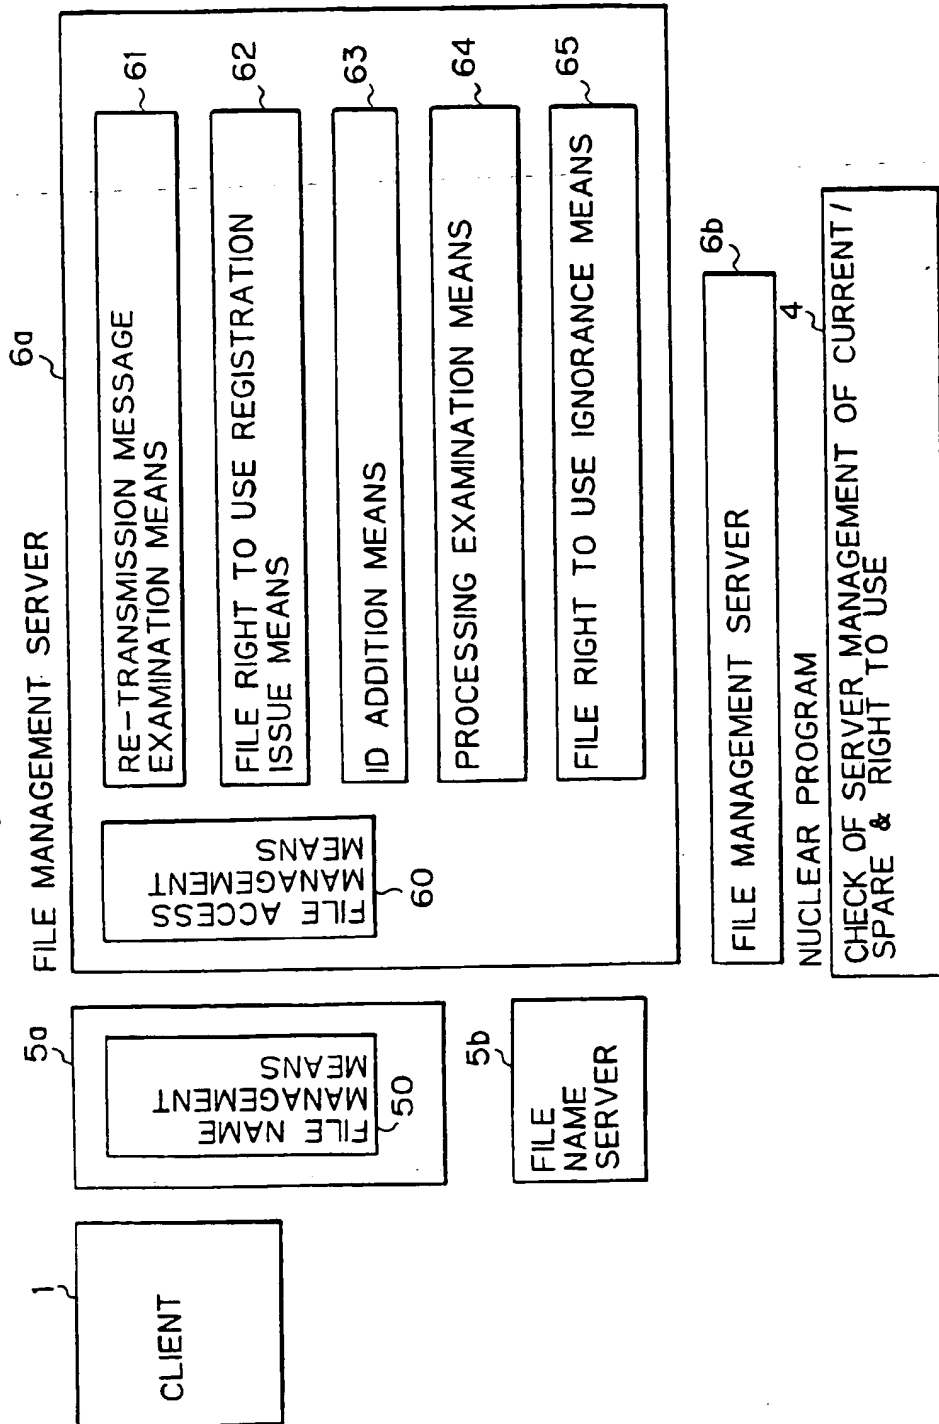 1
CLIENT
5a
FILE NAME
MANAGEMENT
MEANS
50
5b
FILE
NAME
SERVER
FILE MANAGEMENT SERVER
6a
FILE ACCESS
MANAGEMENT
MEANS
60
RE-TRANSMISSION MESSAGE
EXAMINATION MEANS
61
FILE RIGHT TO USE REGISTRATION
ISSUE MEANS
62
ID ADDITION MEANS
63
PROCESSING EXAMINATION MEANS
64
FILE RIGHT TO USE IGNORANCE MEANS
65
FILE MANAGEMENT SERVER
6b
NUCLEAR PROGRAM
4
CHECK OF SERVER MANAGEMENT OF CURRENT /
SPARE & RIGHT TO USE